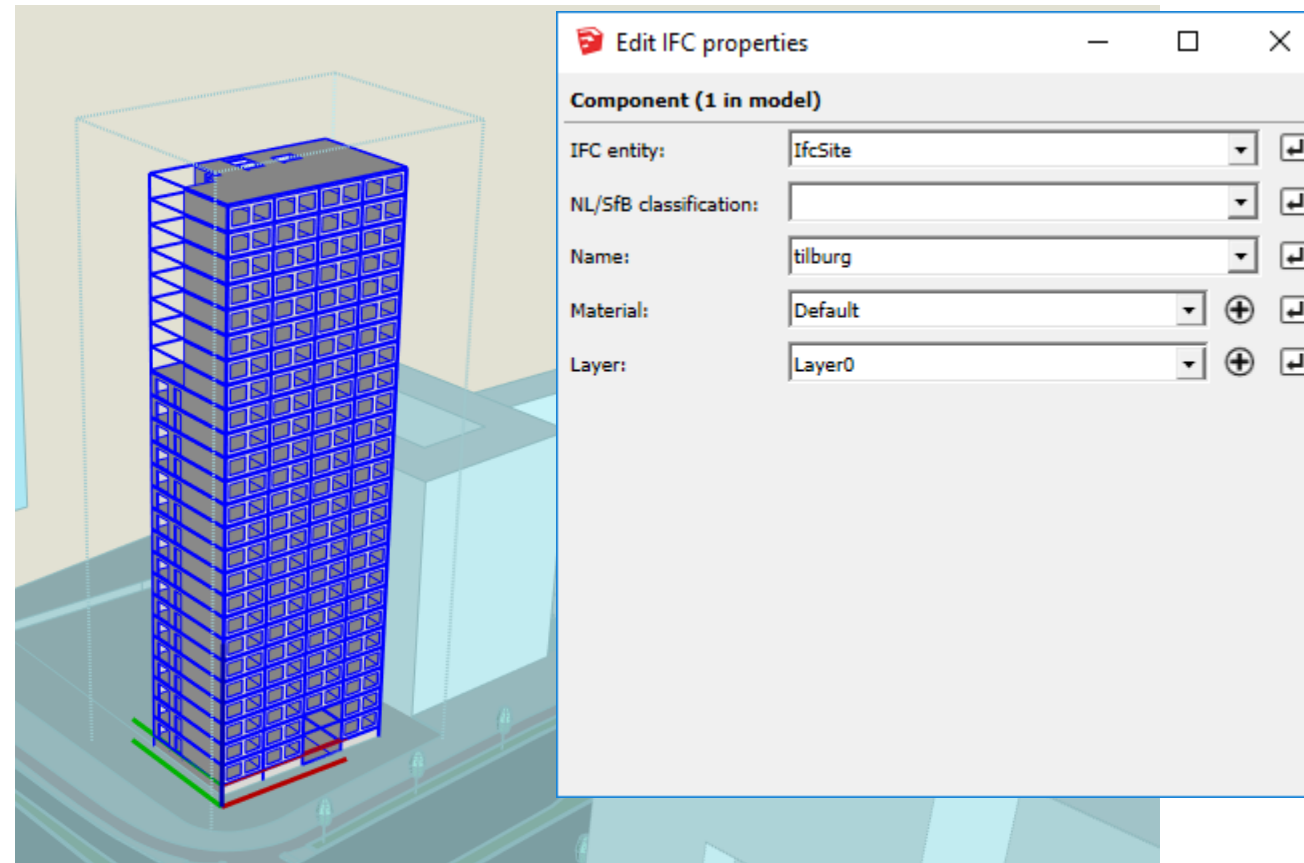 Edit IFC properties
Component (1 in model)
IFC entity: IfcSite
NL/SfB classification:
Name: tilburg
Material: Default
Layer: Layer0